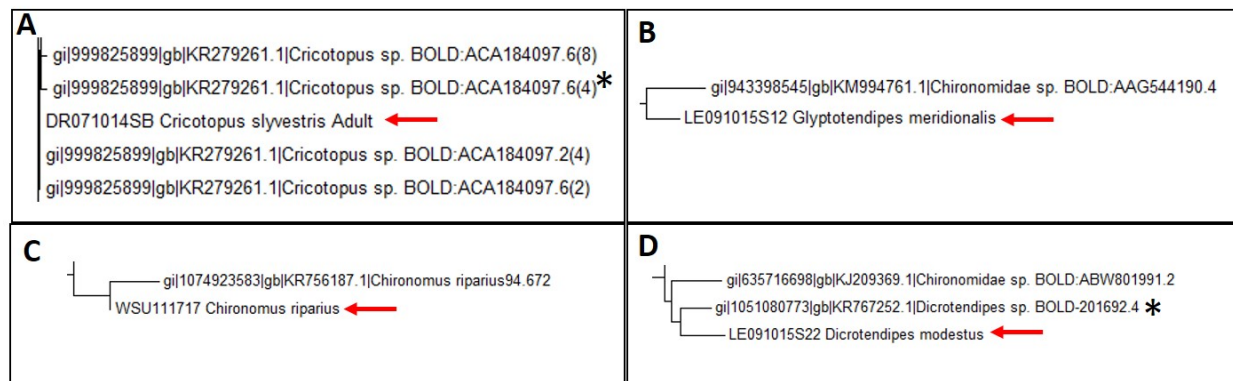 A
gi|999825899|gb|KR279261.1|Cricotopus sp. BOLD:ACA184097.6(8)
gi|999825899|gb|KR279261.1|Cricotopus sp. BOLD:ACA184097.6(4)*
DR071014SB Cricotopus slyvestris Adult
gi|999825899|gb|KR279261.1|Cricotopus sp. BOLD:ACA184097.2(4)
gi|999825899|gb|KR279261.1|Cricotopus sp. BOLD:ACA184097.6(2)
B
gi|943398545|gb|KM994761.1|Chironomidae sp. BOLD:AAG544190.4
LE091015S12 Glyptotendipes meridionalis
C
gi|1074923583|gb|KR756187.1|Chironomus riparius94.672
WSU111717 Chironomus riparius
D
gi|635716698|gb|KJ209369.1|Chironomidae sp. BOLD:ABW801991.2
gi|1051080773|gb|KR767252.1|Dicrotendipes sp. BOLD-201692.4 *
LE091015S22 Dicrotendipes modestus